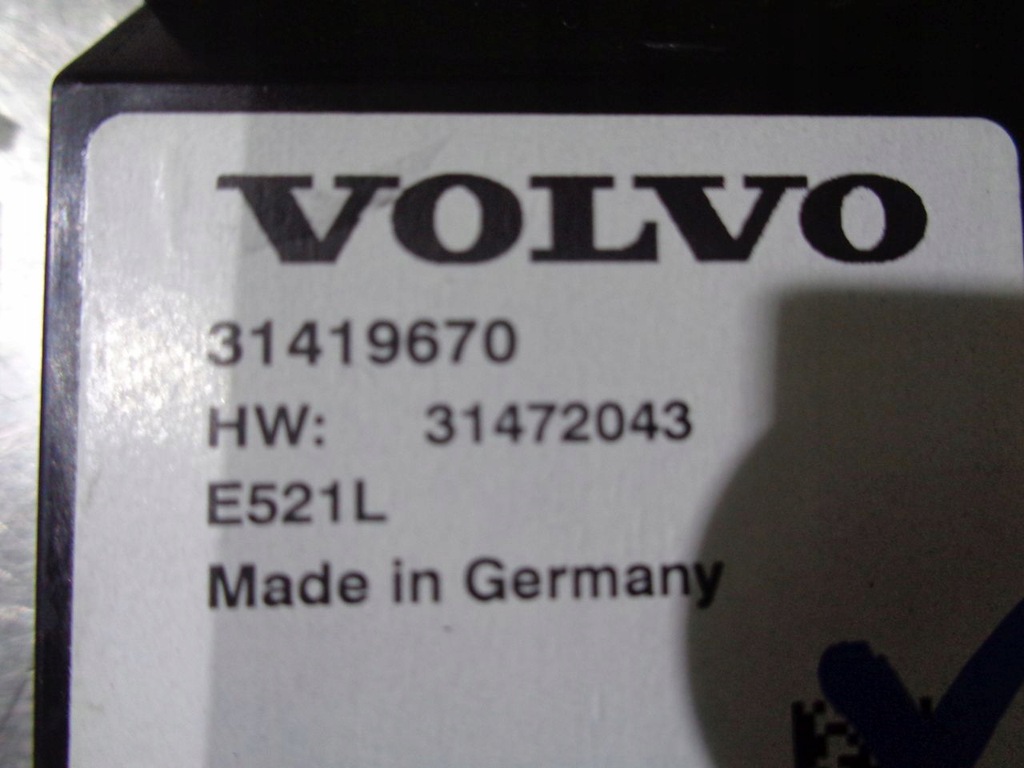 VOLVO
31419670
HW: 31472043
E521L
Made in Germany